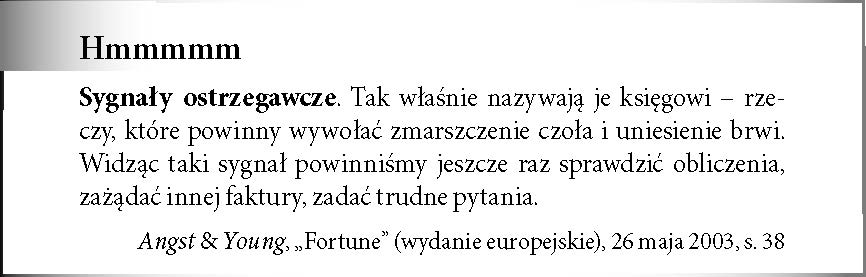 Hmmmmm
Sygnały ostrzegawcze. Tak właśnie nazywają je księgowi – rze-
czy, które powinny wywołać zmarszczenie czoła i uniesienie brwi.
Widząc taki sygnał powinniśmy jeszcze raz sprawdzić obliczenia,
zażądać innej faktury, zadać trudne pytania.
Angst & Young, „Fortune” (wydanie europejskie), 26 maja 2003, s. 38